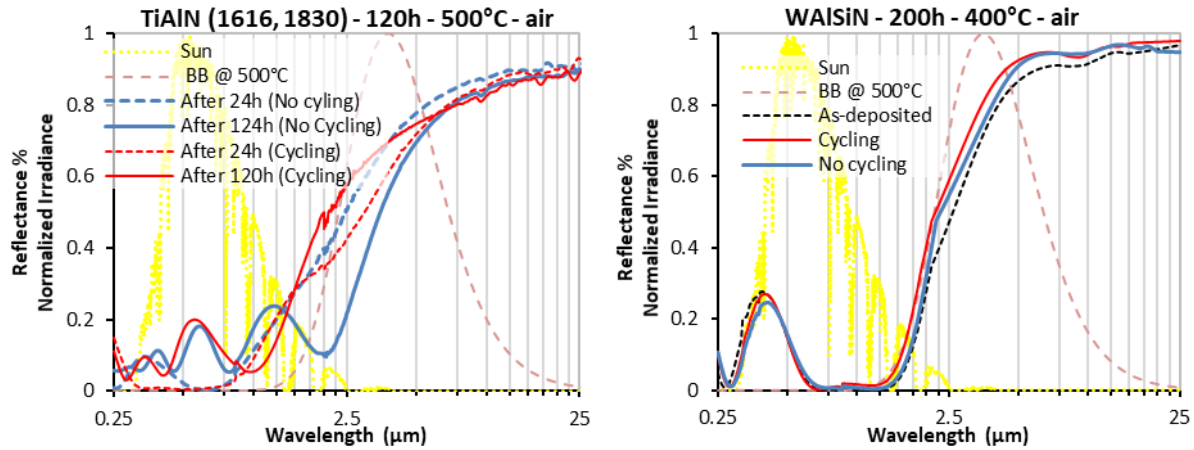 TiAlN (1616, 1830) - 120h - 500°C - air
Reflectance %
Normalized Irradiance
1
0.8
0.6
0.4
0.2
0
Sun
BB @ 500°C
After 24h (No cyling)
After 124h (No Cycling)
After 24h (Cycling)
After 120h (Cycling)
0.25
2.5
25
Wavelength (µm)
WAlSiN - 200h - 400°C - air
Reflectance %
Normalized Irradiance
1
0.8
0.6
0.4
0.2
0
Sun
BB @ 500°C
As-deposited
Cycling
No cycling
0.25
2.5
25
Wavelength (µm)